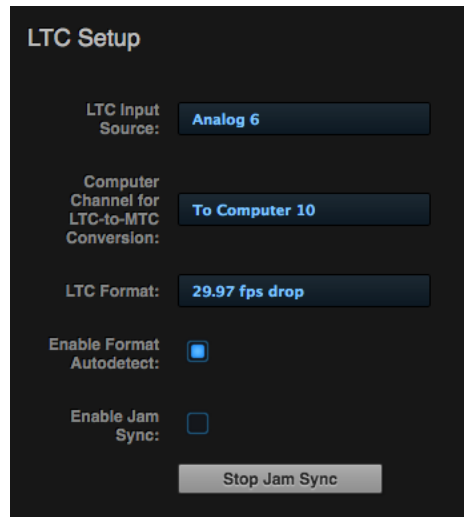 LTC Setup
LTC Input
Source:
Analog 6
Computer
Channel for
LTC-to-MTC
Conversion:
To Computer 10
LTC Format:
29.97 fps drop
Enable Format
Autodetect:
Enable Jam
Sync:
Stop Jam Sync